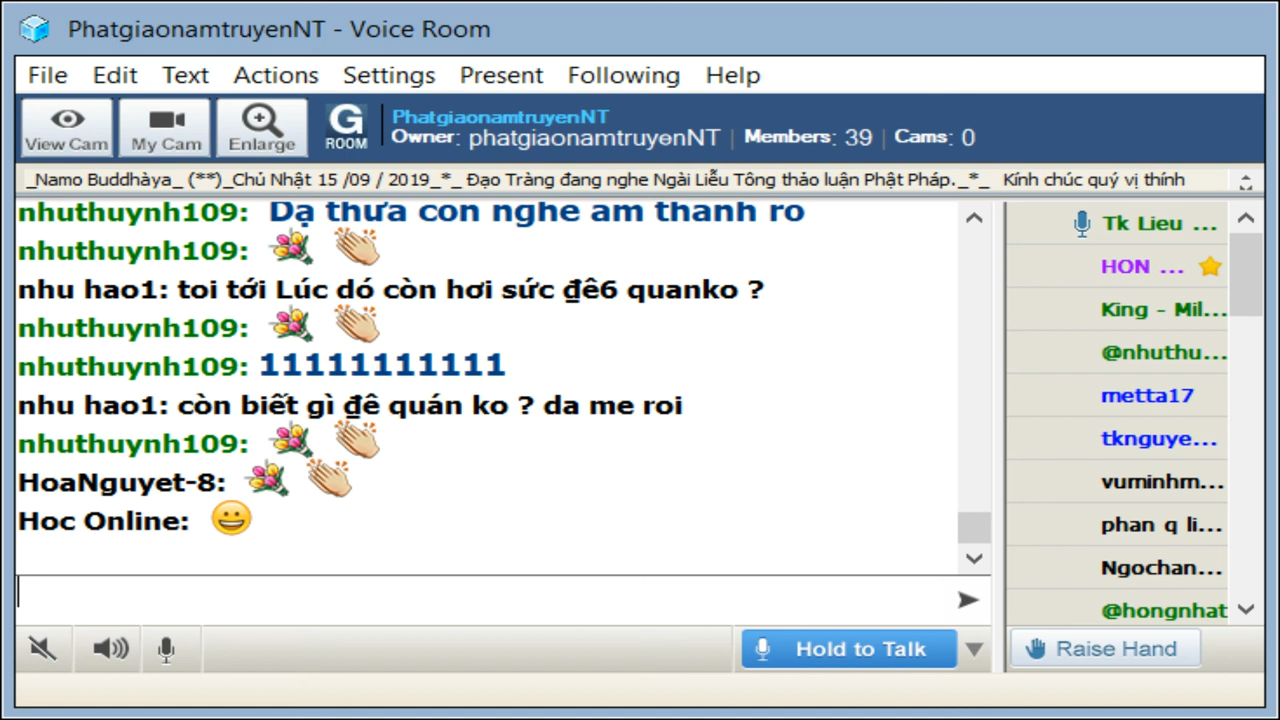 PhatgiaonamtruyenNT - Voice Room
File Edit Text Actions Settings Present Following Help
View Cam My Cam Enlarge
G ROOM
PhatgiaonamtruyenNT
Owner: phatgiaonamtruyenNT | Members: 39 | Cams: 0
_Namo Buddhàya_ (**)_Chủ Nhật 15 /09 / 2019_*_ Đạo Tràng đang nghe Ngài Liễu Tông thảo luận Phật Pháp._*_ Kính chúc quý vị thính
nhuthuynh109: Dạ thưa con nghe am thanh ro
nhuthuynh109:
nhu hao1: toi tới Lúc dó còn hơi sức đê6 quanko ?
nhuthuynh109:
nhuthuynh109: 11111111111
nhu hao1: còn biết gì đê quán ko ? da me roi
nhuthuynh109:
HoaNguyet-8:
Hoc Online:
Tk Lieu ...
HON ...
King - Mil...
@nhuthu...
metta17
tknguye...
vuminhm...
phan q li...
Ngochan...
@hongnhat
Hold to Talk
Raise Hand